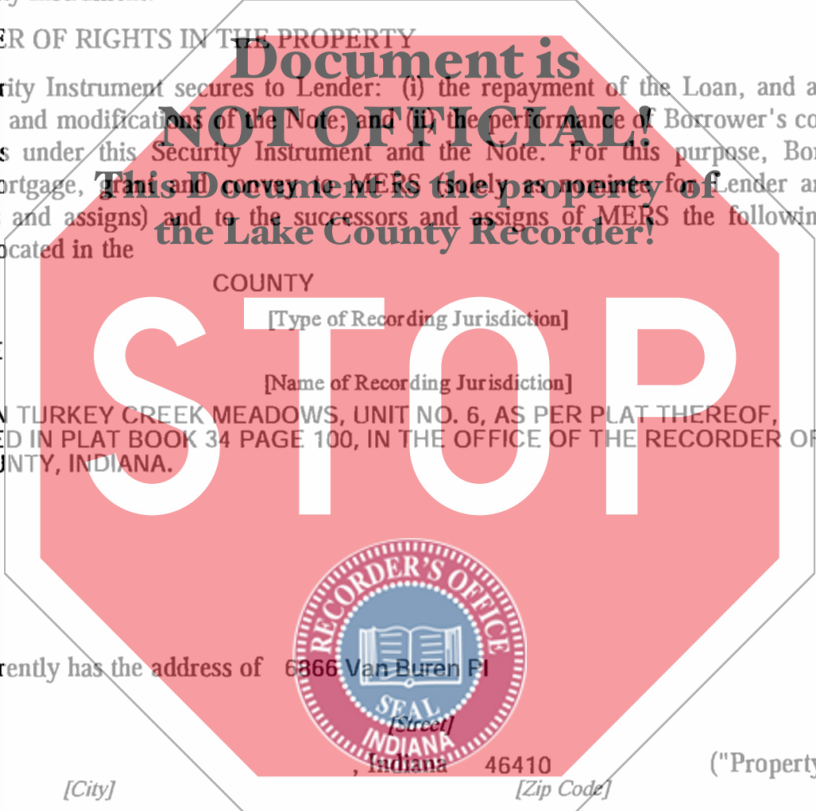 ER OF RIGHTS IN THE PROPERTY
Document is
rity Instrument secures to Lender: (i) the repayment of the Loan, and a
NOT OFFICIAL!
and modifications of the Note; and (ii) the performance of Borrower's co
s under this Security Instrument and the Note. For this purpose, Bor
This Document is the property of
ortgage, grant and convey to MERS (solely as nominee for Lender an
and assigns) and to the successors and assigns of MERS the followin
the Lake County Recorder!
ocated in the
COUNTY
[Type of Recording Jurisdiction]
STOP
[Name of Recording Jurisdiction]
N TURKEY CREEK MEADOWS, UNIT NO. 6, AS PER PLAT THEREOF,
ED IN PLAT BOOK 34 PAGE 100, IN THE OFFICE OF THE RECORDER OF
UNTY, INDIANA.
RECORDER'S OFFICE
rently has the address of 6866 Van Buren Pl
SEAL
[Street]
INDIANA
, Indiana 46410 ("Property
[City] [Zip Code]